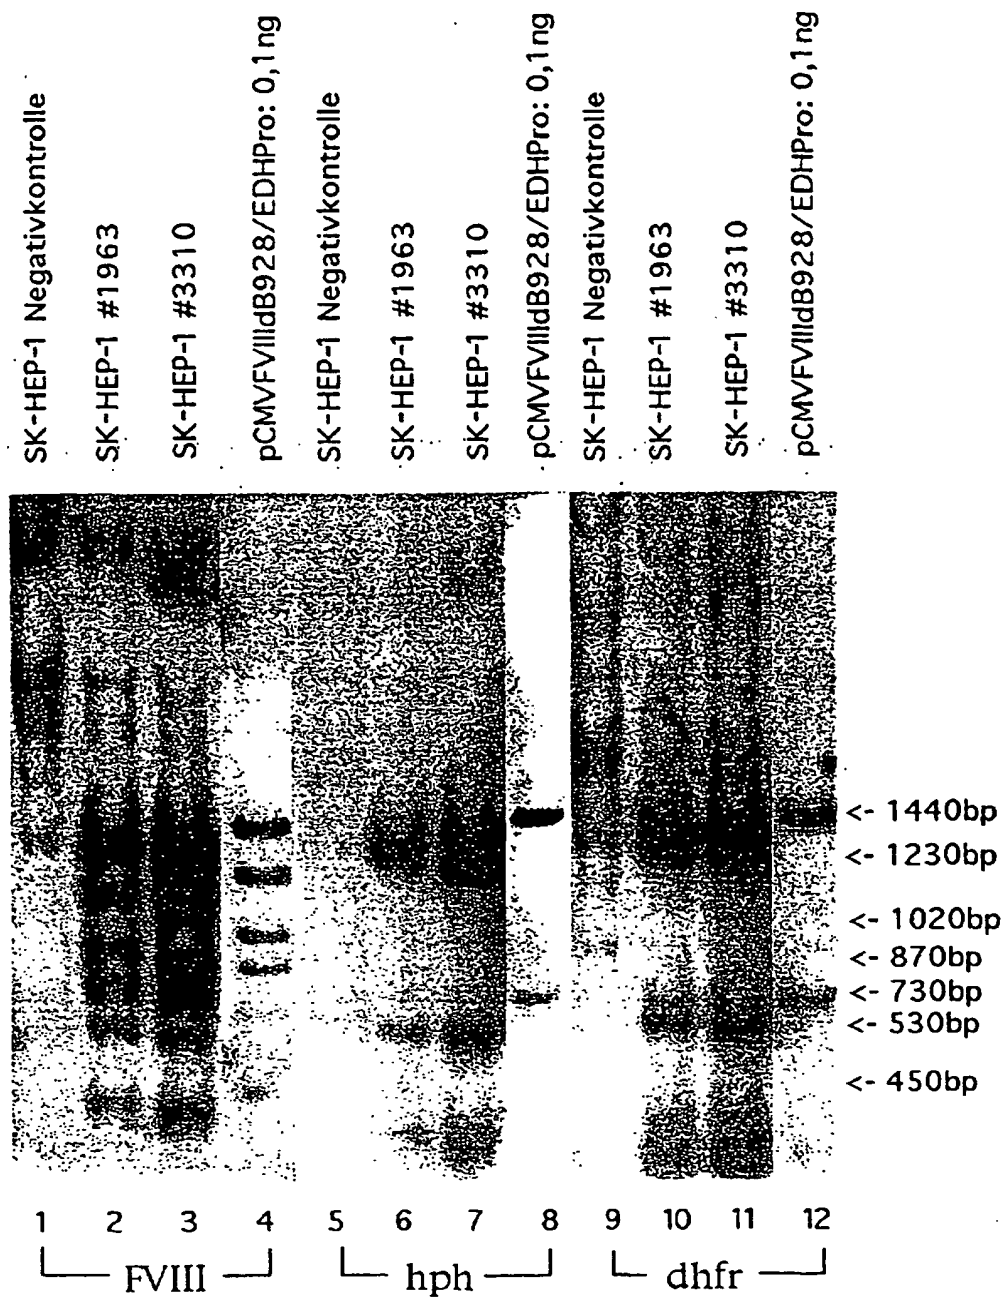 SK-HEP-1 Negativkontrolle
SK-HEP-1 #1963
SK-HEP-1 #3310
pCMVFVIIIdB928/EDHPro: 0,1ng
SK-HEP-1 Negativkontrolle
SK-HEP-1 #1963
SK-HEP-1 #3310
pCMVFVIIIdB928/EDHPro: 0,1ng
SK-HEP-1 Negativkontrolle
SK-HEP-1 #1963
SK-HEP-1 #3310
pCMVFVIIIdB928/EDHPro: 0,1ng
<- 1440bp
<- 1230bp
<- 1020bp
<- 870bp
<- 730bp
<- 530bp
<- 450bp
1 2 3 4 5 6 7 8 9 10 11 12
FVIII hph dhfr